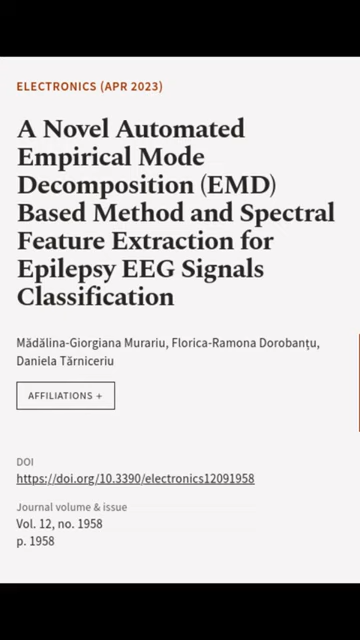 ELECTRONICS (APR 2023)
A Novel Automated
Empirical Mode
Decomposition (EMD)
Based Method and Spectral
Feature Extraction for
Epilepsy EEG Signals
Classification
Mădălina-Giorgiana Murariu, Florica-Ramona Dorobanțu,
Daniela Tărniceriu
AFFILIATIONS +
DOI
https://doi.org/10.3390/electronics12091958
Journal volume & issue
Vol. 12, no. 1958
p. 1958